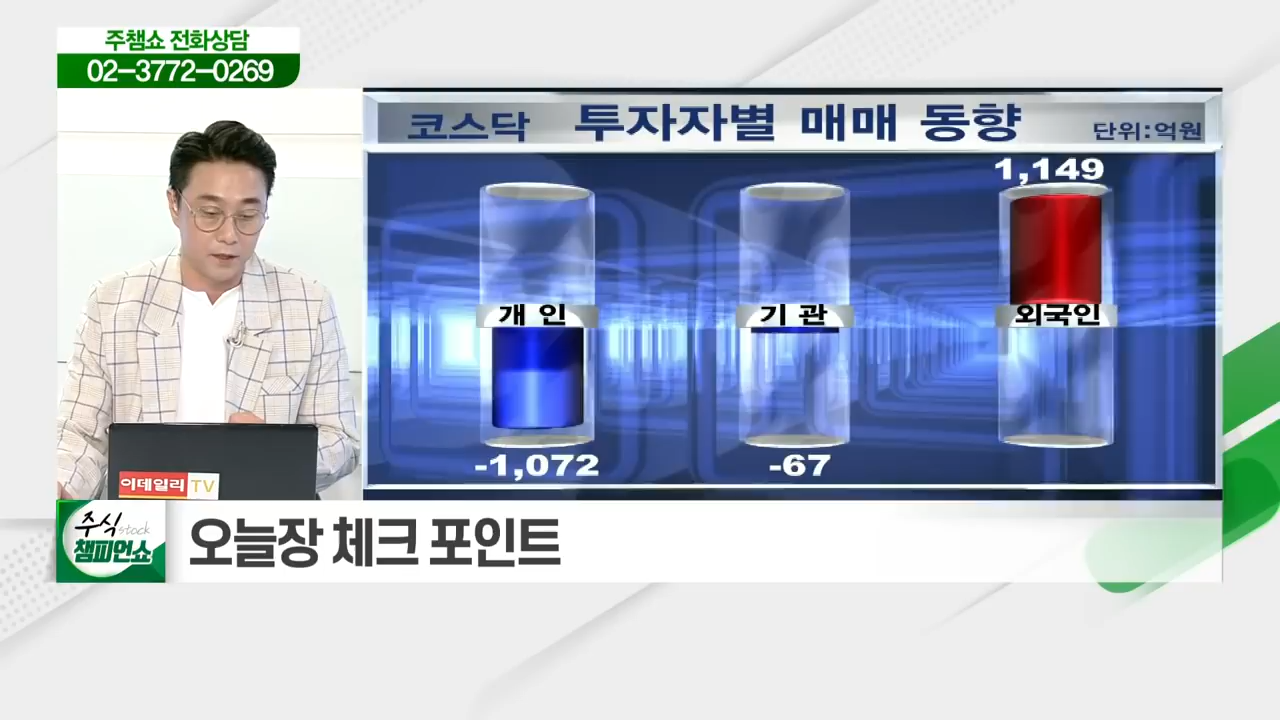 주챔쇼 전화상담
02-3772-0269
코스닥 투자자별 매매 동향 단위:억원
1,149
개인 기관 외국인
-1,072 -67
이데일리TV
주식 stock
챔피언쇼
오늘장 체크 포인트